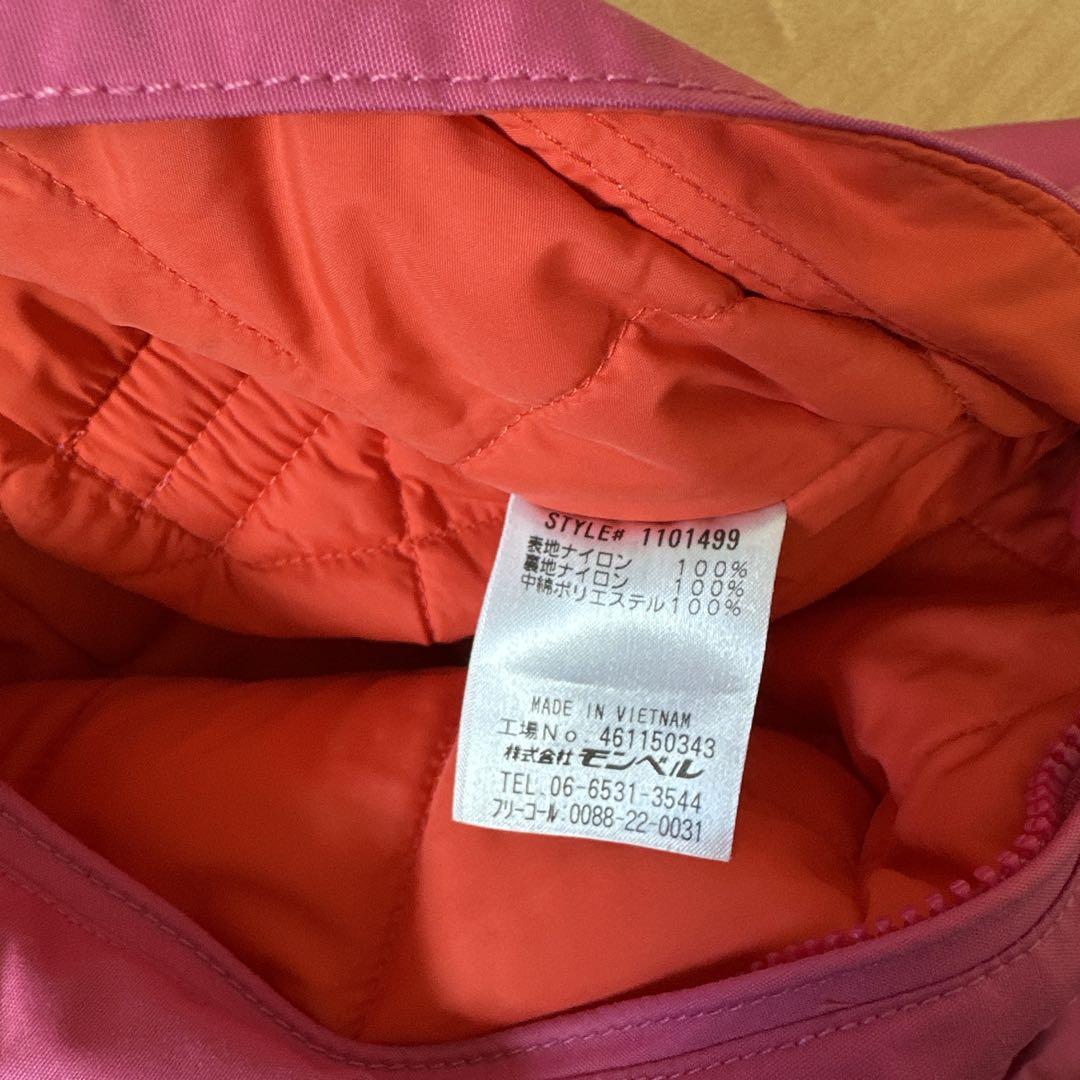 STYLE# 1101499
表地ナイロン 100%
裏地ナイロン 100%
中綿ポリエステル100%
MADE IN VIETNAM
工場No. 461150343
株式会社 モンベル
TEL.06-6531-3544
フリーコール.0088-22-0031